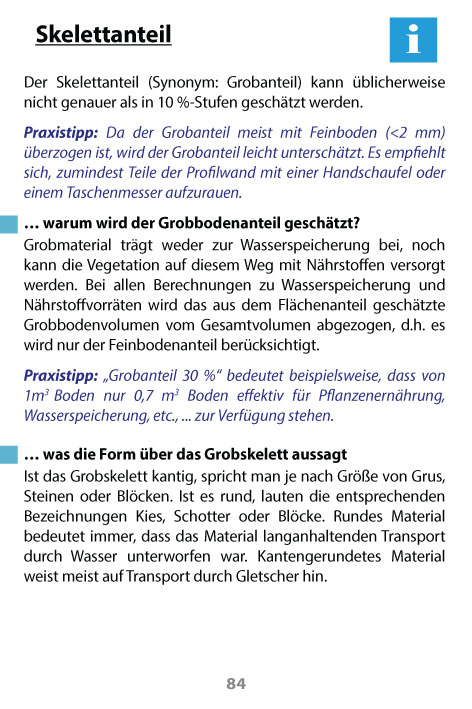 Skelettanteil
i
Der Skelettanteil (Synonym: Grobanteil) kann üblicherweise
nicht genauer als in 10 %-Stufen geschätzt werden.
Praxistipp: Da der Grobanteil meist mit Feinboden (<2 mm)
überzogen ist, wird der Grobanteil leicht unterschätzt. Es empfiehlt
sich, zumindest Teile der Profilwand mit einer Handschaufel oder
einem Taschenmesser aufzurauen.
... warum wird der Grobbodenanteil geschätzt?
Grobmaterial trägt weder zur Wasserspeicherung bei, noch
kann die Vegetation auf diesem Weg mit Nährstoffen versorgt
werden. Bei allen Berechnungen zu Wasserspeicherung und
Nährstoffvorräten wird das aus dem Flächenanteil geschätzte
Grobbodenvolumen vom Gesamtvolumen abgezogen, d.h. es
wird nur der Feinbodenanteil berücksichtigt.
Praxistipp: „Grobanteil 30 %“ bedeutet beispielsweise, dass von
1m³ Boden nur 0,7 m³ Boden effektiv für Pflanzenernährung,
Wasserspeicherung, etc., ... zur Verfügung stehen.
... was die Form über das Grobskelett aussagt
Ist das Grobskelett kantig, spricht man je nach Größe von Grus,
Steinen oder Blöcken. Ist es rund, lauten die entsprechenden
Bezeichnungen Kies, Schotter oder Blöcke. Rundes Material
bedeutet immer, dass das Material langanhaltenden Transport
durch Wasser unterworfen war. Kantengerundetes Material
weist meist auf Transport durch Gletscher hin.
84